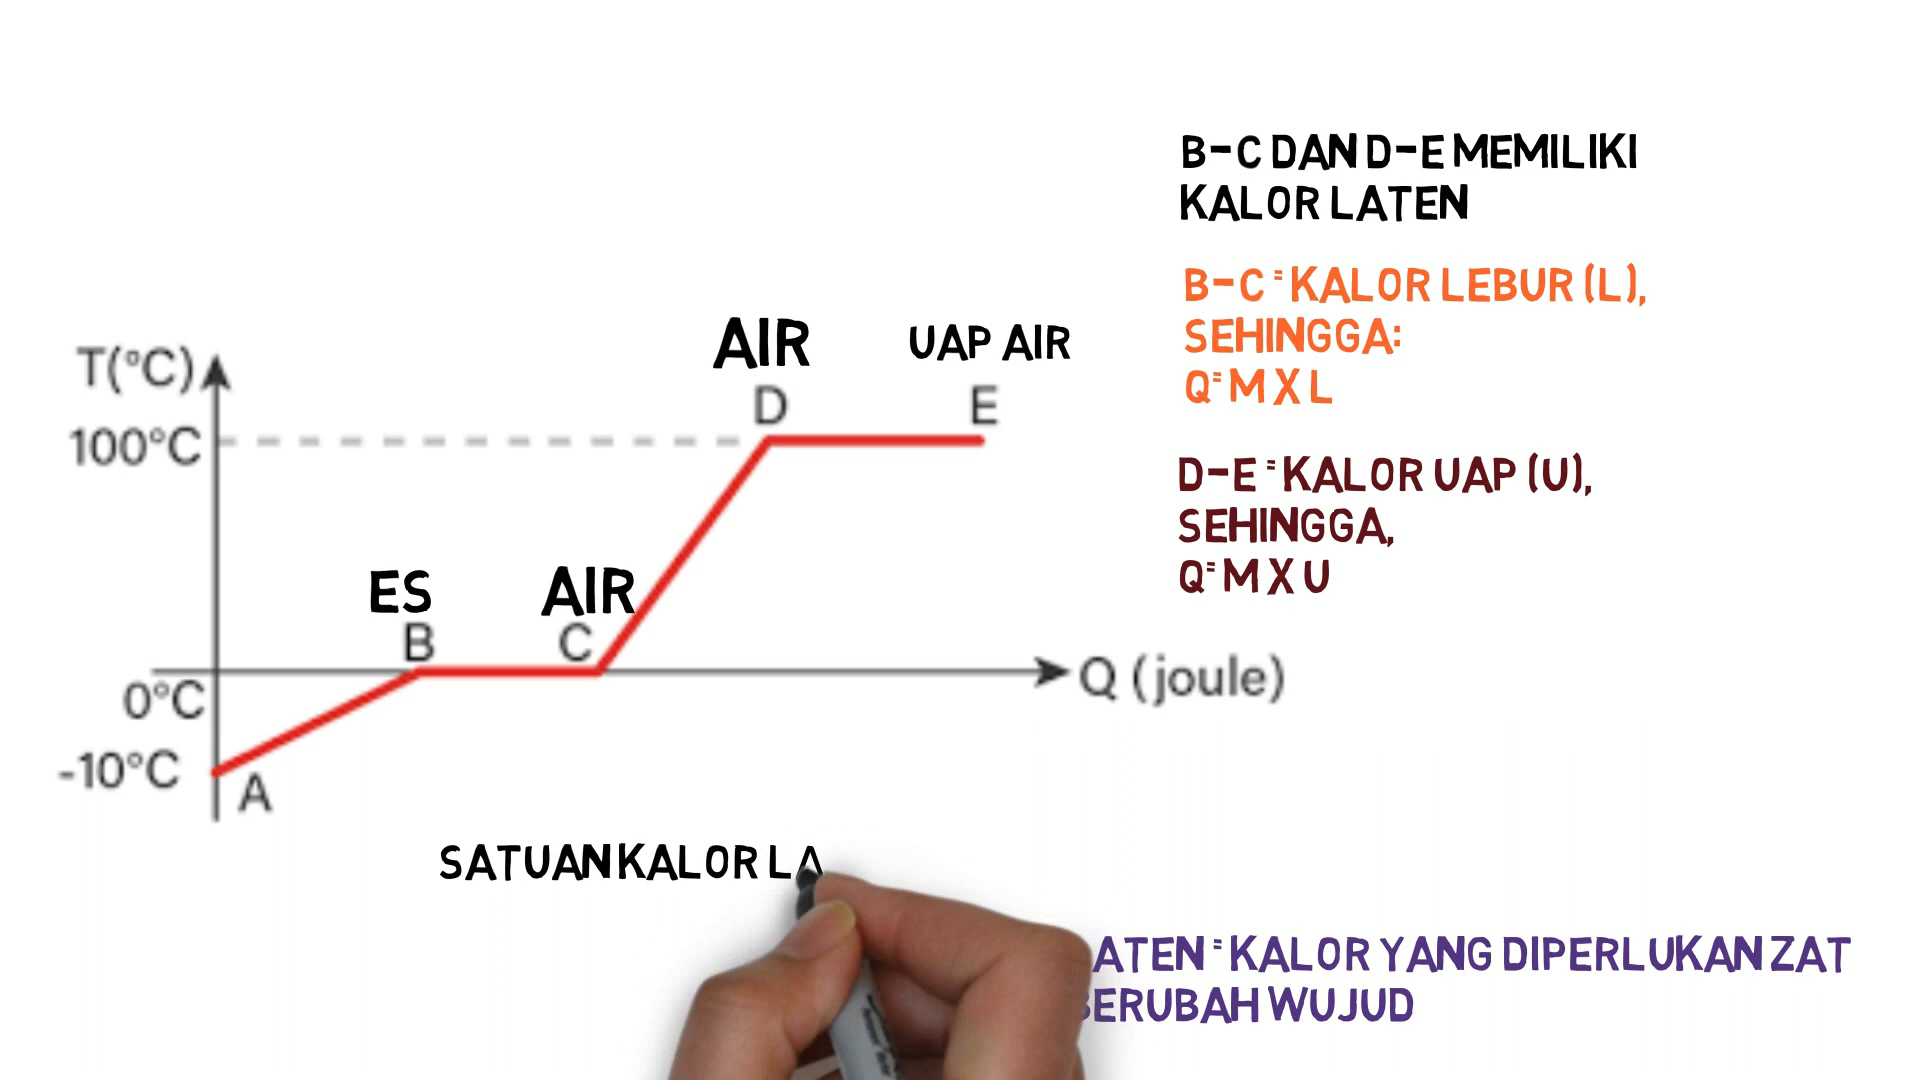 B-C DAN D-E MEMILIKI
KALOR LATEN
B-C = KALOR LEBUR (L),
SEHINGGA:
Q = M X L
D-E = KALOR UAP (U),
SEHINGGA,
Q = M X U
AIR
UAP AIR
T(°C)
D
E
100°C
ES
AIR
B
C
0°C
Q (joule)
-10°C
A
SATUAN KALOR LA
ATEN = KALOR YANG DIPERLUKAN ZAT
BERUBAH WUJUD